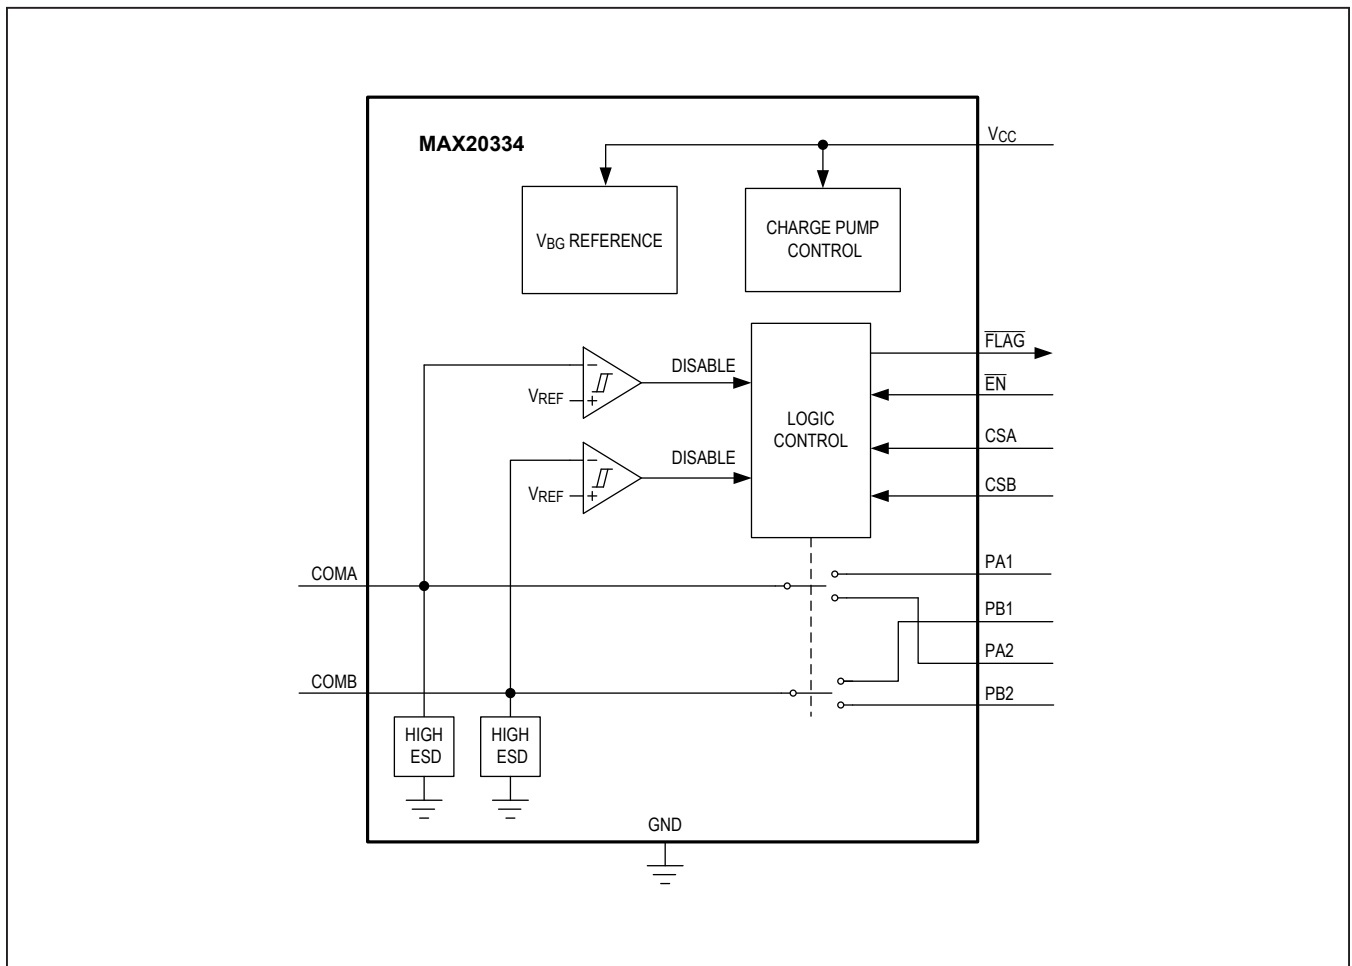 MAX20334
VCC
VBG REFERENCE
CHARGE PUMP
CONTROL
FLAG
DISABLE
EN
VREF
LOGIC
CONTROL
CSA
DISABLE
CSB
VREF
COMA
PA1
PB1
PA2
COMB
PB2
HIGH
ESD
HIGH
ESD
GND
−
+
−
+